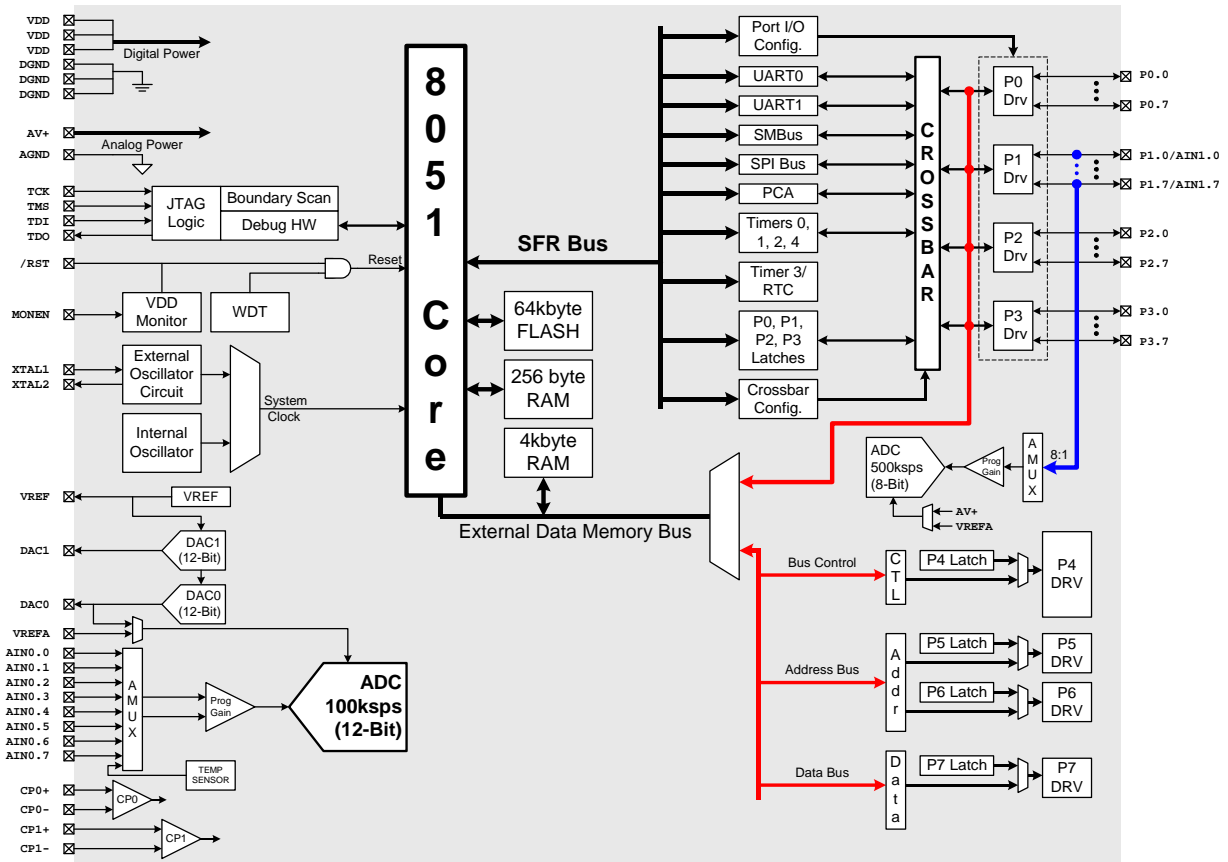 VDD
VDD
VDD
Digital Power
DGND
DGND
DGND
AV+
Analog Power
AGND
TCK
TMS
TDI
TDO
JTAG
Logic
Boundary Scan
Debug HW
/RST
Reset
MONEN
VDD
Monitor
WDT
XTAL1
XTAL2
External
Oscillator
Circuit
Internal
Oscillator
System
Clock
VREF
VREF
DAC1
DAC1
(12-Bit)
DAC0
DAC0
(12-Bit)
VREFA
AIN0.0
AIN0.1
AIN0.2
AIN0.3
AIN0.4
AIN0.5
AIN0.6
AIN0.7
A
M
U
X
Prog
Gain
ADC
100ksps
(12-Bit)
TEMP
SENSOR
CP0+
CP0-
CP0
CP1+
CP1-
CP1
8
0
5
1
C
o
r
e
SFR Bus
64kbyte
FLASH
256 byte
RAM
4kbyte
RAM
External Data Memory Bus
Port I/O
Config.
UART0
UART1
SMBus
SPI Bus
PCA
Timers 0,
1, 2, 4
Timer 3/
RTC
P0, P1,
P2, P3
Latches
Crossbar
Config.
C
R
O
S
S
B
A
R
P0
Drv
P1
Drv
P2
Drv
P3
Drv
P0.0
P0.7
P1.0/AIN1.0
P1.7/AIN1.7
P2.0
P2.7
P3.0
P3.7
ADC
500ksps
(8-Bit)
Prog
Gain
A
M
U
X
8:1
AV+
VREFA
Bus Control
C
T
L
P4 Latch
P4
DRV
Address Bus
A
d
d
r
P5 Latch
P5
DRV
P6 Latch
P6
DRV
Data Bus
D
a
t
a
P7 Latch
P7
DRV